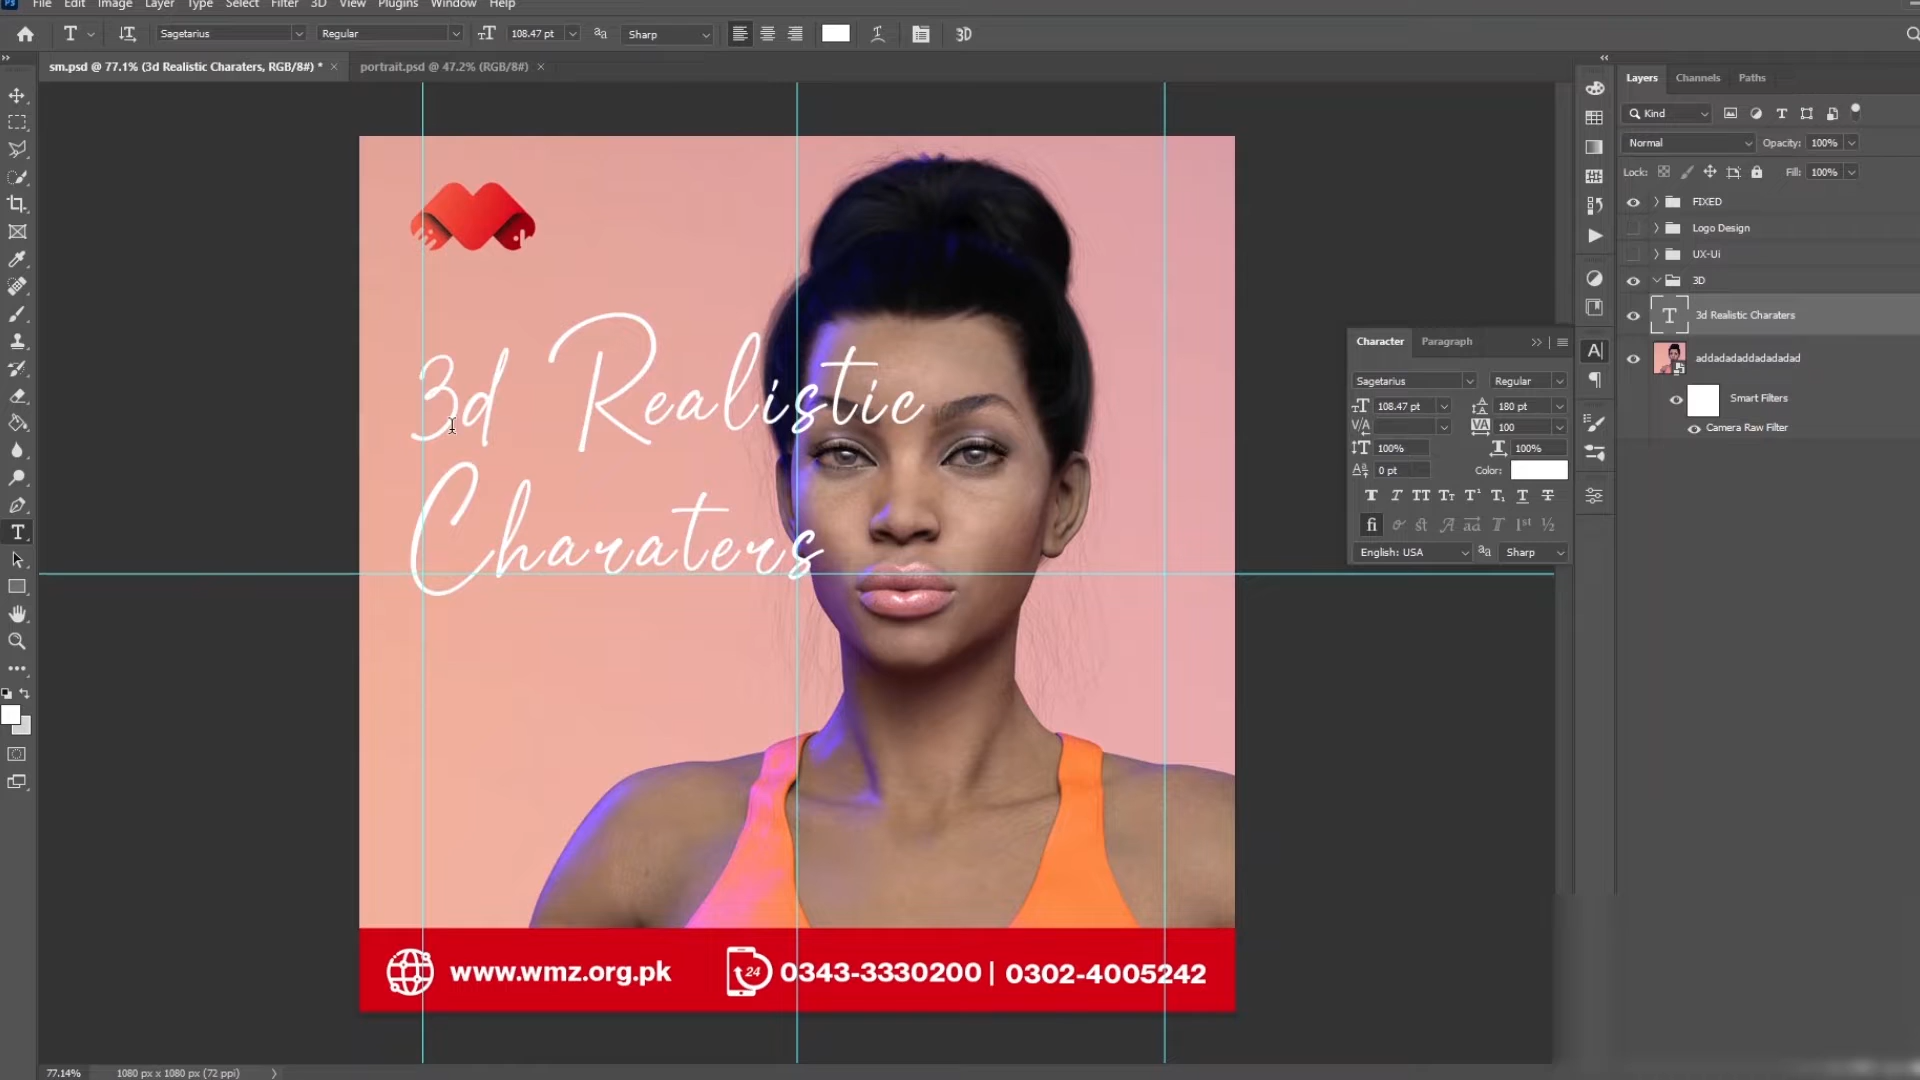 File Edit Image Layer Type Select Filter 3D View Plugins Window Help
Sagetarius Regular 108.47 pt Sharp 3D
sm.psd @ 77.1% (3d Realistic Charaters, RGB/8#) *
portrait.psd @ 47.2% (RGB/8#)
3d Realistic
Charaters
www.wmz.org.pk
24
0343-3330200 | 0302-4005242
Character Paragraph
Sagetarius Regular
108.47 pt 180 pt
100
100% 100%
0 pt Color:
English: USA Sharp
Layers Channels Paths
Kind
Normal Opacity: 100%
Lock: Fill: 100%
FIXED
Logo Design
UX-Ui
3D
3d Realistic Charaters
addadadaddadadadad
Smart Filters
Camera Raw Filter
77.14% 1080 px x 1080 px (72 ppi)